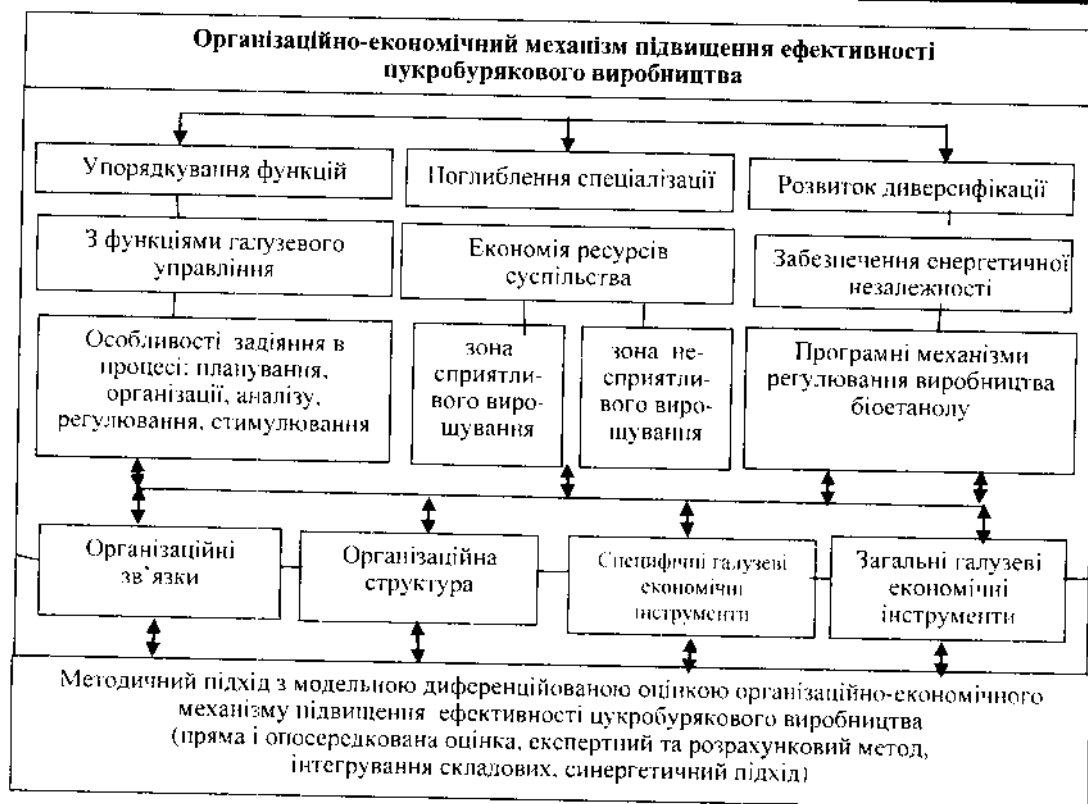 Організаційно-економічний механізм підвищення ефективності
цукробурякового виробництва
Упорядкування функцій
Поглиблення спеціалізації
Розвиток диверсифікації
З функціями галузевого
управління
Економія ресурсів
суспільства
Забезпечення енергетичної
незалежності
Особливості задіяння в
процесі: планування,
організації, аналізу,
регулювання, стимулювання
зона
сприятли-
вого виро-
щування
зона не-
сприятли-
вого виро-
щування
Програмні механізми
регулювання виробництва
біоетанолу
Організаційні
зв`язки
Організаційна
структура
Специфічні галузеві
економічні
інструменти
Загальні галузеві
економічні
інструменти
Методичний підхід з модельною диференційованою оцінкою організаційно-економічного
механізму підвищення ефективності цукробурякового виробництва
(пряма і опосередкована оцінка, експертний та розрахунковий метод,
інтегрування складових, синергетичний підхід)